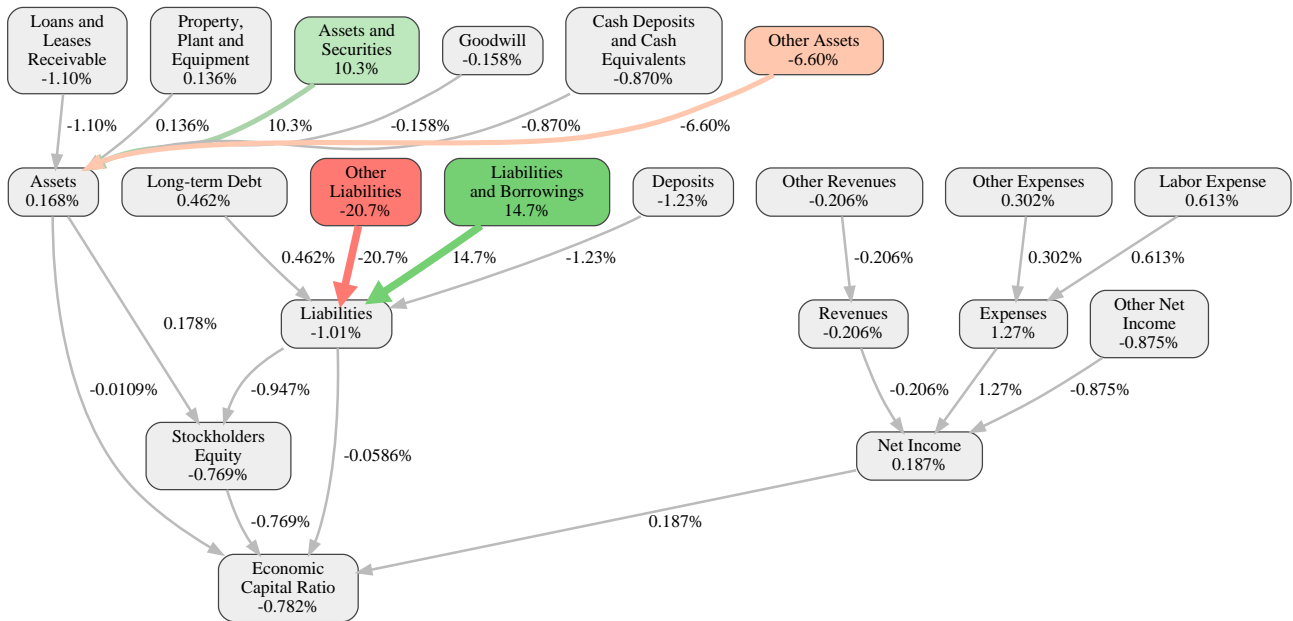 Loans and
Leases
Receivable
-1.10%
Property,
Plant and
Equipment
0.136%
Assets and
Securities
10.3%
Goodwill
-0.158%
Cash Deposits
and Cash
Equivalents
-0.870%
Other Assets
-6.60%
-1.10%
0.136%
10.3%
-0.158%
-0.870%
-6.60%
Assets
0.168%
Long-term Debt
0.462%
Other
Liabilities
-20.7%
Liabilities
and Borrowings
14.7%
Deposits
-1.23%
Other Revenues
-0.206%
Other Expenses
0.302%
Labor Expense
0.613%
0.462%
-20.7%
14.7%
-1.23%
-0.206%
0.302%
0.613%
Liabilities
-1.01%
Revenues
-0.206%
Expenses
1.27%
Other Net
Income
-0.875%
0.178%
-0.0109%
-0.947%
-0.206%
1.27%
-0.875%
Stockholders
Equity
-0.769%
-0.0586%
Net Income
0.187%
-0.769%
0.187%
Economic
Capital Ratio
-0.782%